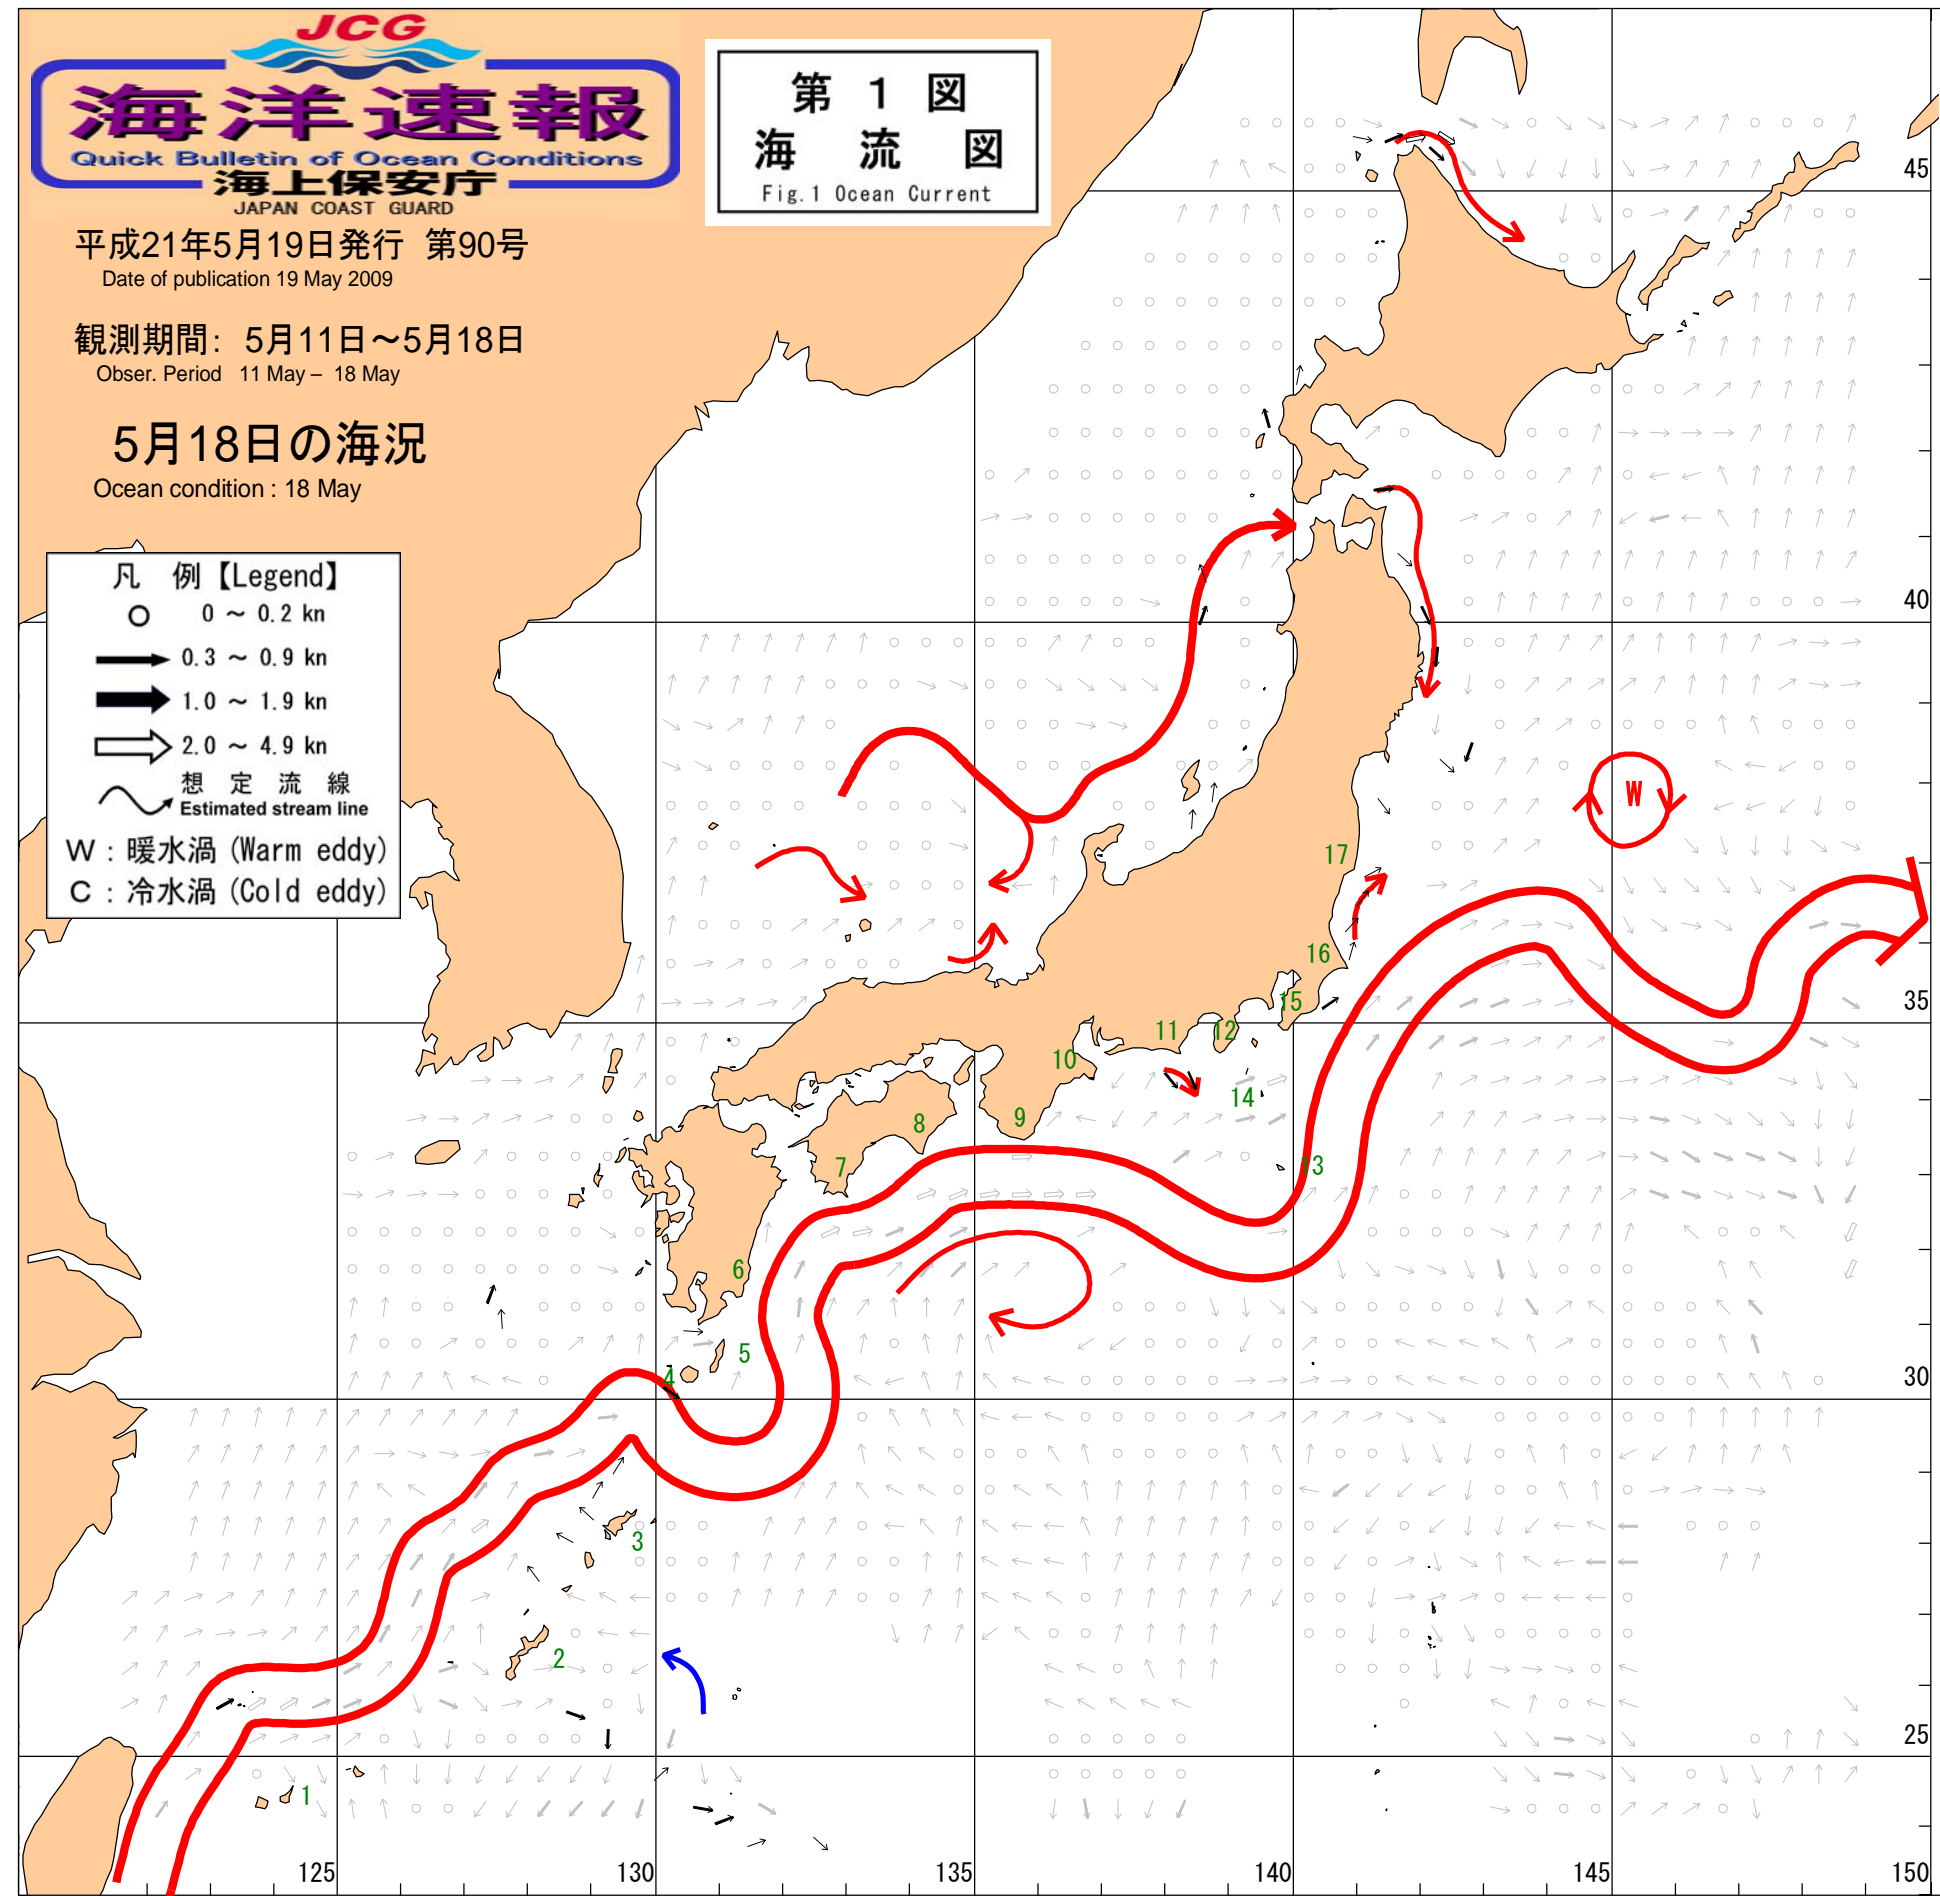 JCG
海洋速報
Quick Bulletin of Ocean Conditions
海上保安庁
JAPAN COAST GUARD
平成21年5月19日発行 第90号
Date of publication 19 May 2009
観測期間: 5月11日～5月18日
Obser. Period 11 May – 18 May
5月18日の海況
Ocean condition : 18 May
第 1 図
海 流 図
Fig.1 Ocean Current
凡 例【Legend】
0 ～ 0.2 kn
0.3 ～ 0.9 kn
1.0 ～ 1.9 kn
2.0 ～ 4.9 kn
想 定 流 線
Estimated stream line
W : 暖水渦 (Warm eddy)
C : 冷水渦 (Cold eddy)
45
40
W
17
16
35
15
11
12
10
14
9
8
7
13
6
5
4
30
3
2
25
1
125
130
135
140
145
150